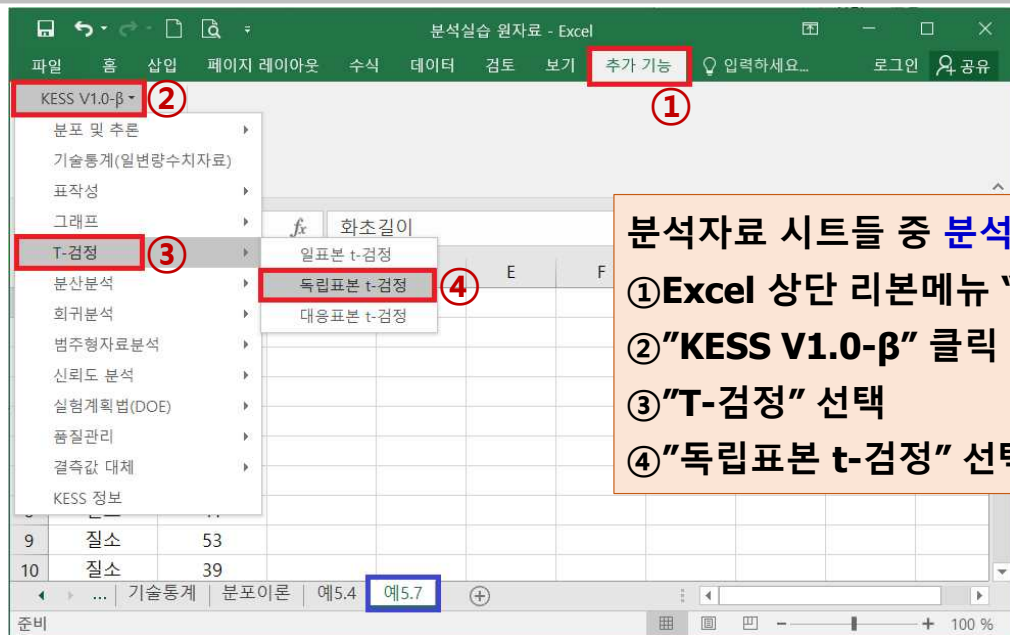 분석실습 원자료 - Excel
파일 홈 삽입 페이지 레이아웃 수식 데이터 검토 보기 추가 기능 입력하세요... 로그인 공유
①
KESS V1.0-β ②
분포 및 추론
기술통계(일변량수치자료)
표작성
그래프
T-검정 ③
분산분석
회귀분석
범주형자료분석
신뢰도 분석
실험계획법(DOE)
품질관리
결측값 대체
KESS 정보
fx 화초길이
일표본 t-검정
독립표본 t-검정 ④
대응표본 t-검정
E F
분석자료 시트들 중 분석
①Excel 상단 리본메뉴 “
②”KESS V1.0-β” 클릭
③”T-검정” 선택
④”독립표본 t-검정” 선택
9 질소 53
10 질소 39
... 기술통계 분포이론 예5.4 예5.7
준비 100 %